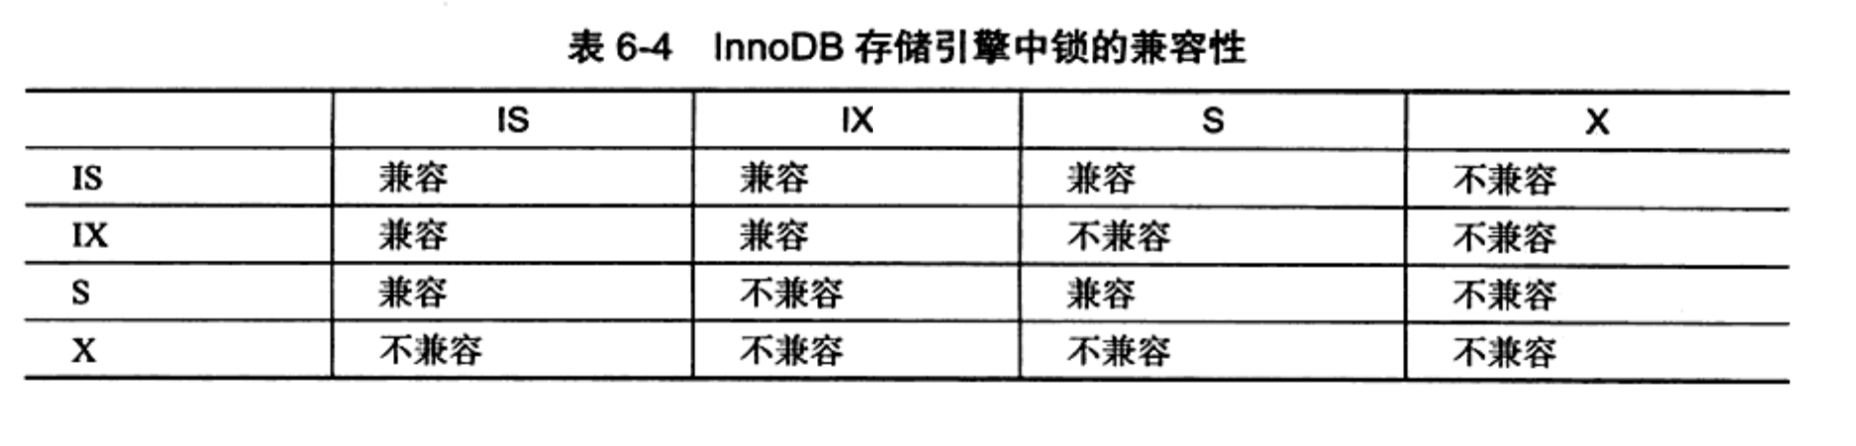 表 6-4 InnoDB 存储引擎中锁的兼容性
IS IX S X
IS 兼容 兼容 兼容 不兼容
IX 兼容 兼容 不兼容 不兼容
S 兼容 不兼容 兼容 不兼容
X 不兼容 不兼容 不兼容 不兼容